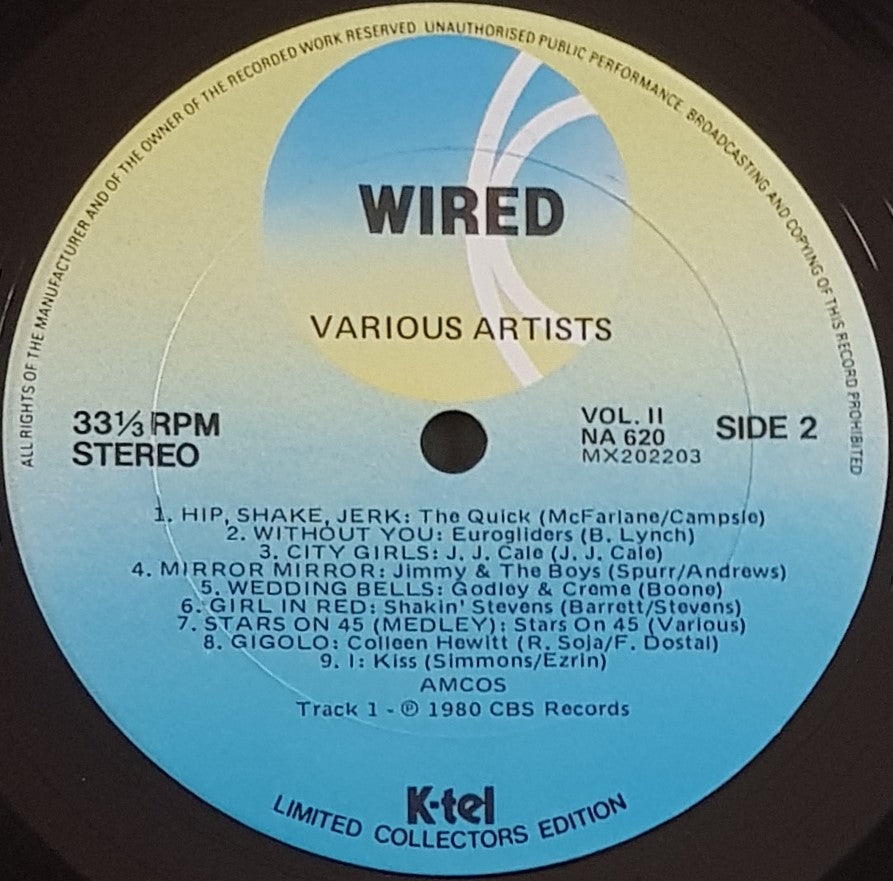 ALL RIGHTS OF THE MANUFACTURER AND OF THE OWNER OF THE RECORDED WORK RESERVED. UNAUTHORISED PUBLIC PERFORMANCE, BROADCASTING AND COPYING OF THIS RECORD PROHIBITED
WIRED
VARIOUS ARTISTS
33 1/3 RPM
STEREO
VOL. II
NA 620
MX202203
SIDE 2
1. HIP, SHAKE, JERK: The Quick (McFarlane/Campsie)
2. WITHOUT YOU: Eurogliders (B. Lynch)
3. CITY GIRLS: J. J. Cale (J. J. Cale)
4. MIRROR MIRROR: Jimmy & The Boys (Spurr/Andrews)
5. WEDDING BELLS: Godley & Creme (Boone)
6. GIRL IN RED: Shakin' Stevens (Barrett/Stevens)
7. STARS ON 45 (MEDLEY): Stars On 45 (Various)
8. GIGOLO: Colleen Hewitt (R. Soja/F. Dostal)
9. I: Kiss (Simmons/Ezrin)
AMCOS
Track 1 - ℗ 1980 CBS Records
K-tel
LIMITED COLLECTORS EDITION